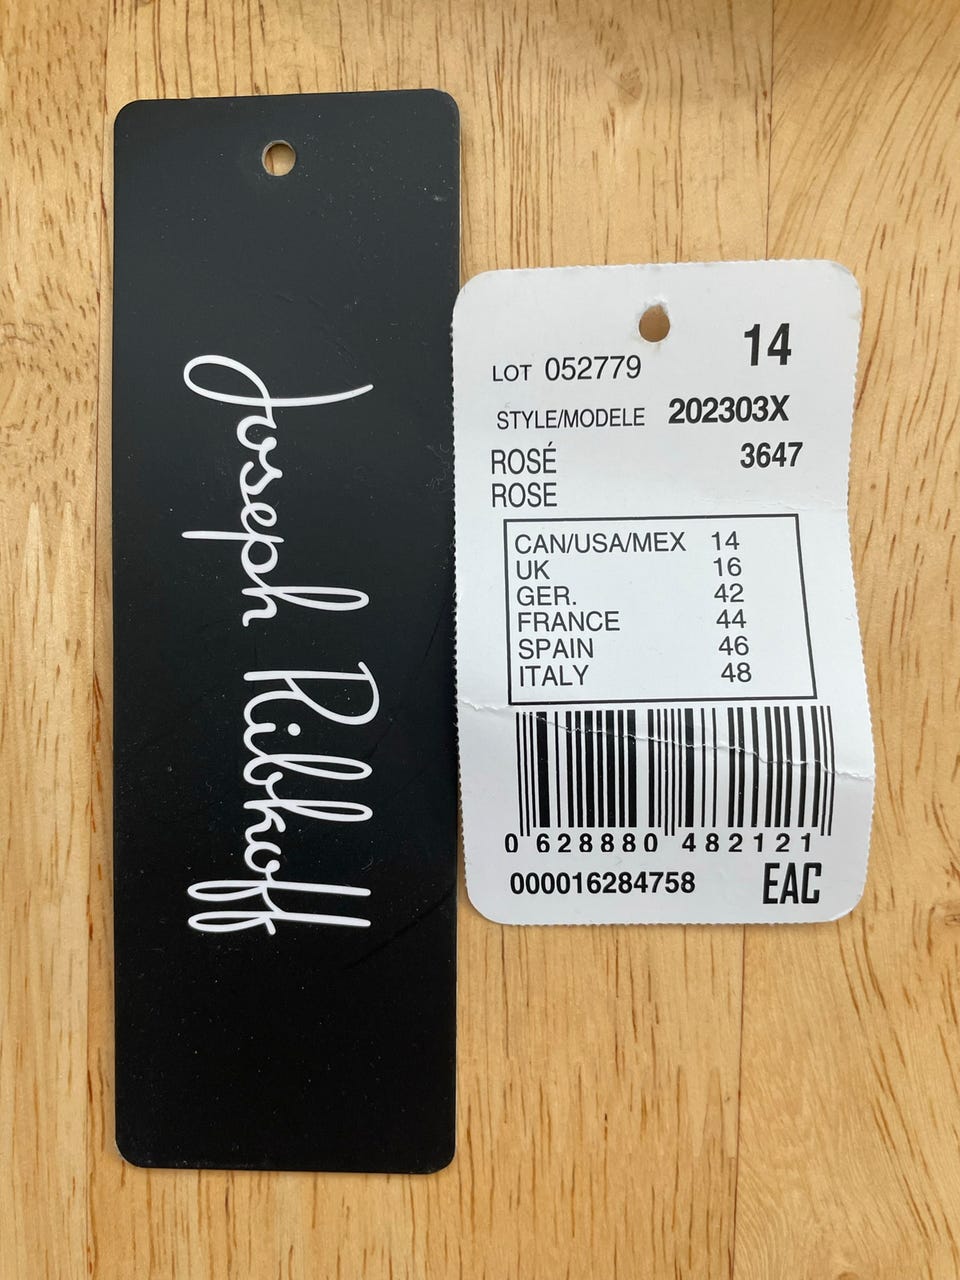 Joseph Ribkoff
14
LOT 052779
STYLE/MODELE 202303X
ROSÉ 3647
ROSE
CAN/USA/MEX 14
UK 16
GER. 42
FRANCE 44
SPAIN 46
ITALY 48
0 628880 482121
000016284758 EAC